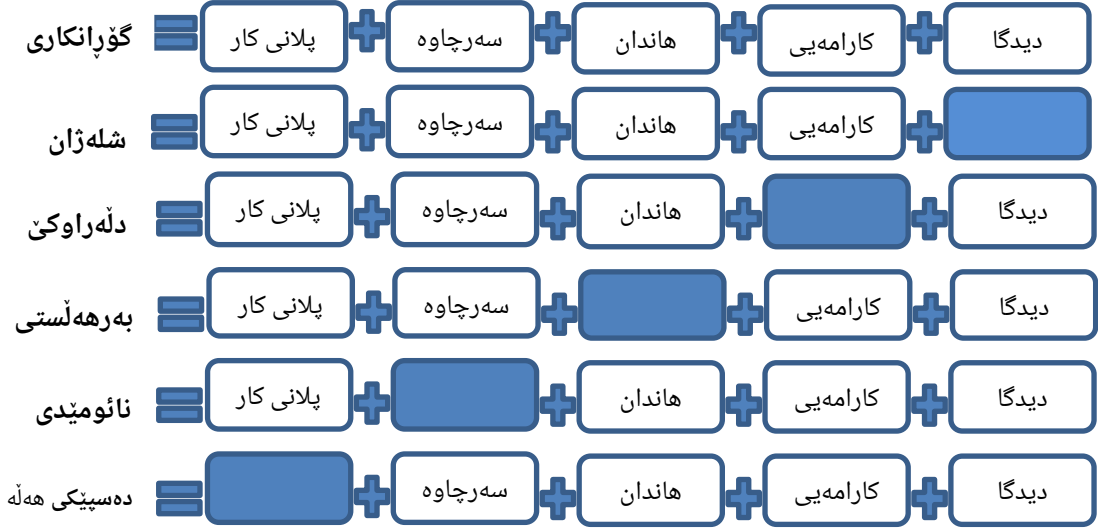 دیدگا + کارامەیی + هاندان + سەرچاوە + پلانی کار = گۆڕانکاری
+ کارامەیی + هاندان + سەرچاوە + پلانی کار = شلەژان
دیدگا + + هاندان + سەرچاوە + پلانی کار = دڵەراوکێ
دیدگا + کارامەیی + + سەرچاوە + پلانی کار = بەرهەڵستی
دیدگا + کارامەیی + هاندان + + پلانی کار = نائومێدی
دیدگا + کارامەیی + هاندان + سەرچاوە + = دەسپێکی هەڵە